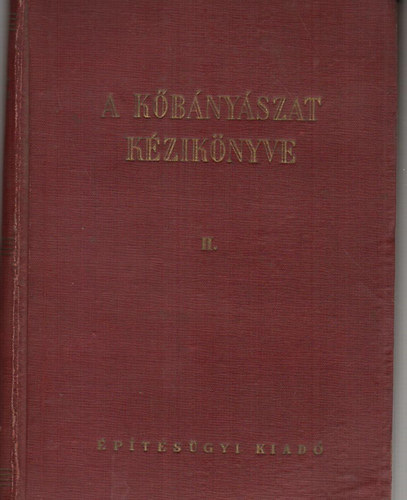 A KŐBÁNYÁSZAT
KÉZIKÖNYVE
II.
ÉPÍTÉSÜGYI KIADÓ